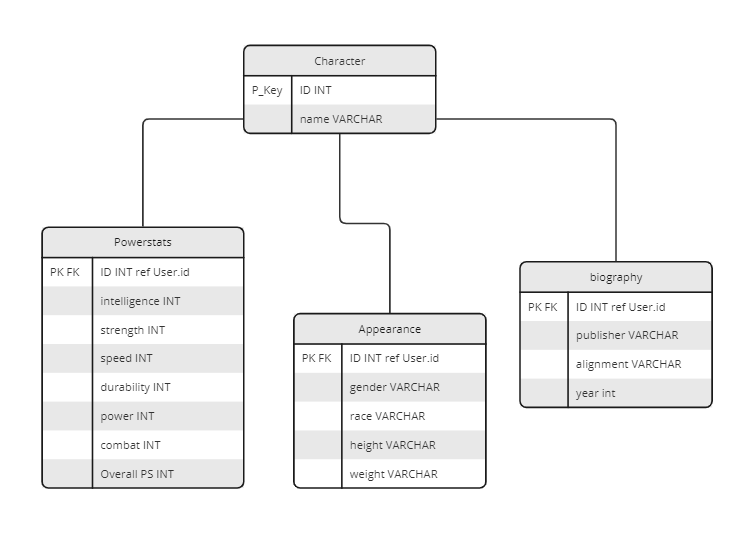 Character
P_Key ID INT
name VARCHAR
Powerstats
PK FK ID INT ref User.id
intelligence INT
strength INT
speed INT
durability INT
power INT
combat INT
Overall PS INT
Appearance
PK FK ID INT ref User.id
gender VARCHAR
race VARCHAR
height VARCHAR
weight VARCHAR
biography
PK FK ID INT ref User.id
publisher VARCHAR
alignment VARCHAR
year int